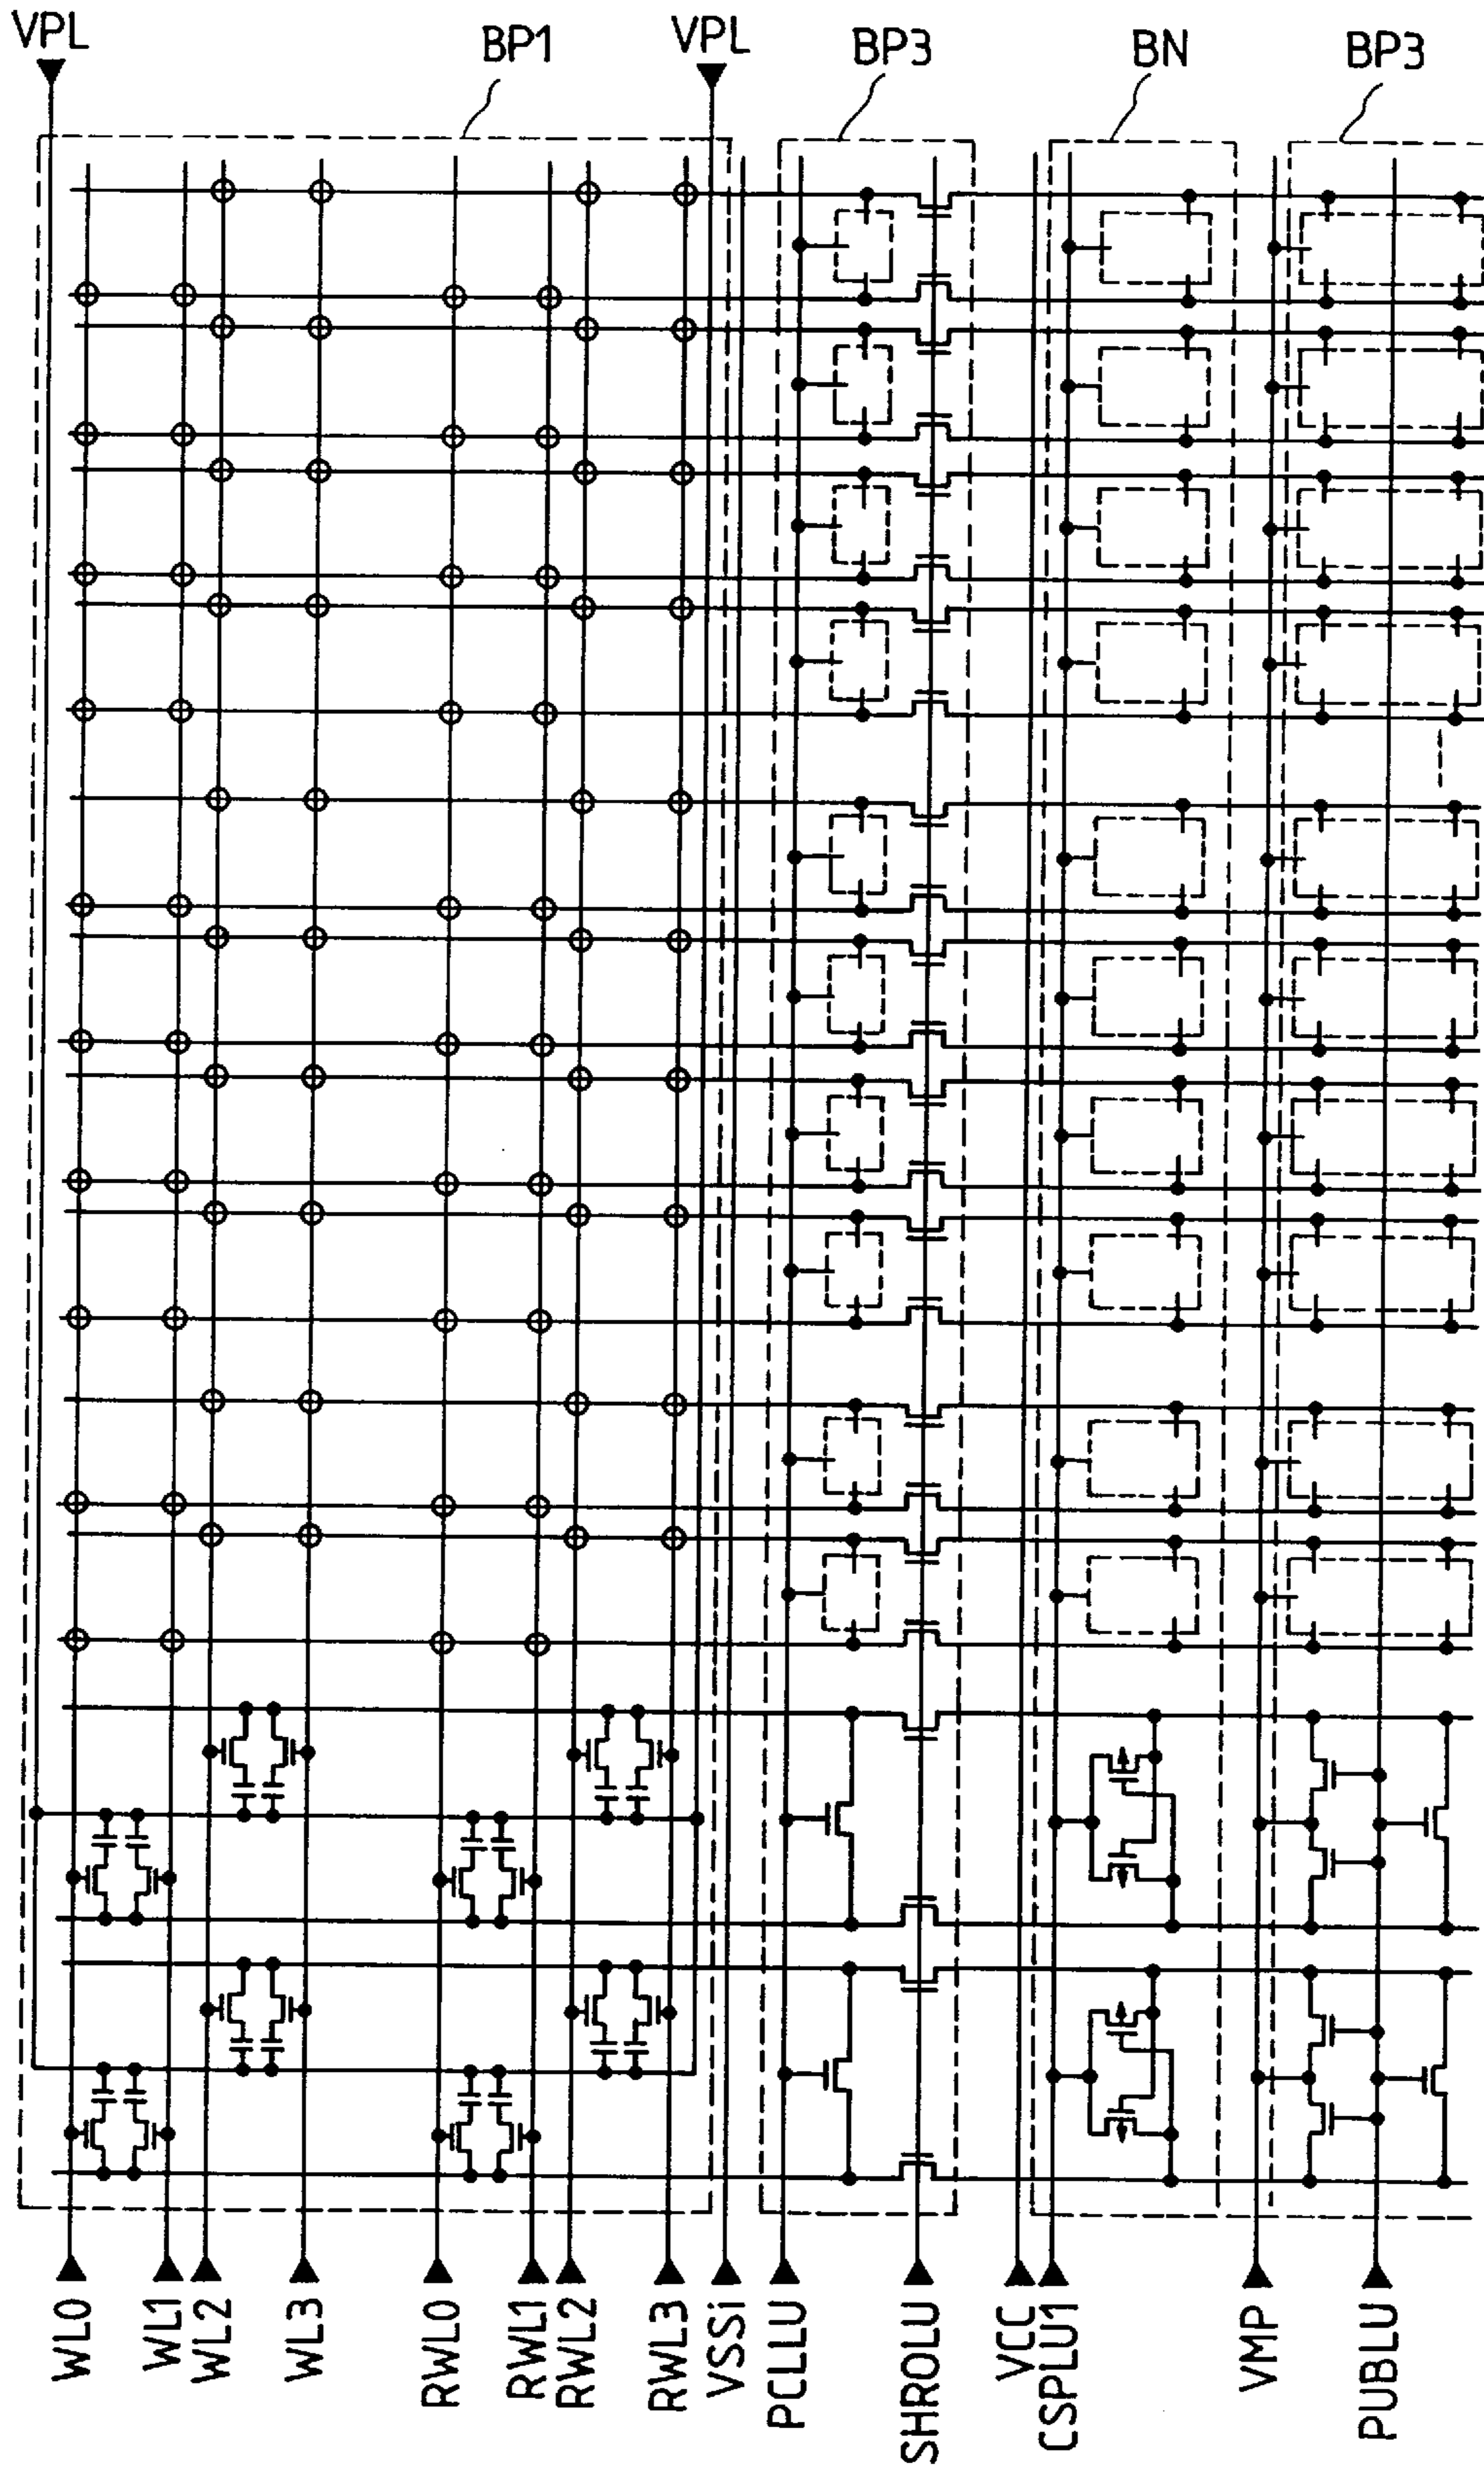 VPL
BP1
VPL
BP3
BN
BP3
WL0
WL1
WL2
WL3
RWL0
RWL1
RWL2
RWL3
VSSi
PCLLU
SHROLU
VCC
CSPLU1
VMP
PUBLU